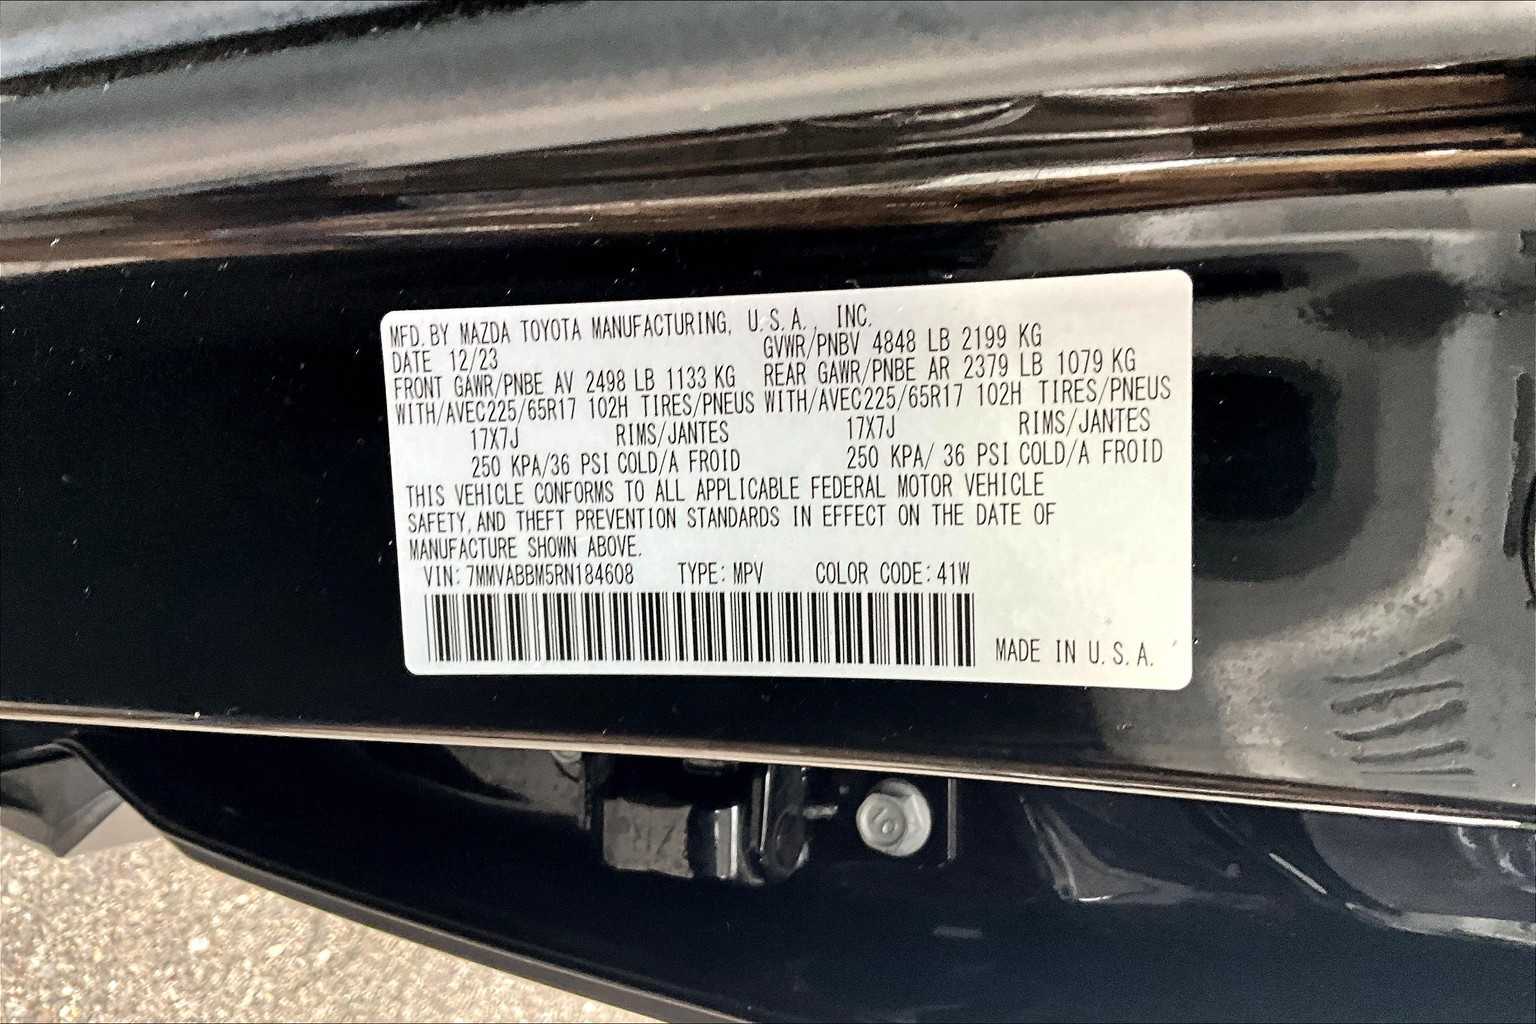 MFD. BY MAZDA TOYOTA MANUFACTURING, U.S.A., INC.
DATE 12/23 GVWR/PNBV 4848 LB 2199 KG
FRONT GAWR/PNBE AV 2498 LB 1133 KG REAR GAWR/PNBE AR 2379 LB 1079 KG
WITH/AVEC225/65R17 102H TIRES/PNEUS WITH/AVEC225/65R17 102H TIRES/PNEUS
17X7J RIMS/JANTES 17X7J RIMS/JANTES
250 KPA/36 PSI COLD/A FROID 250 KPA/ 36 PSI COLD/A FROID
THIS VEHICLE CONFORMS TO ALL APPLICABLE FEDERAL MOTOR VEHICLE
SAFETY, AND THEFT PREVENTION STANDARDS IN EFFECT ON THE DATE OF
MANUFACTURE SHOWN ABOVE.
VIN: 7MMVABBM5RN184608 TYPE: MPV COLOR CODE: 41W
MADE IN U.S.A.